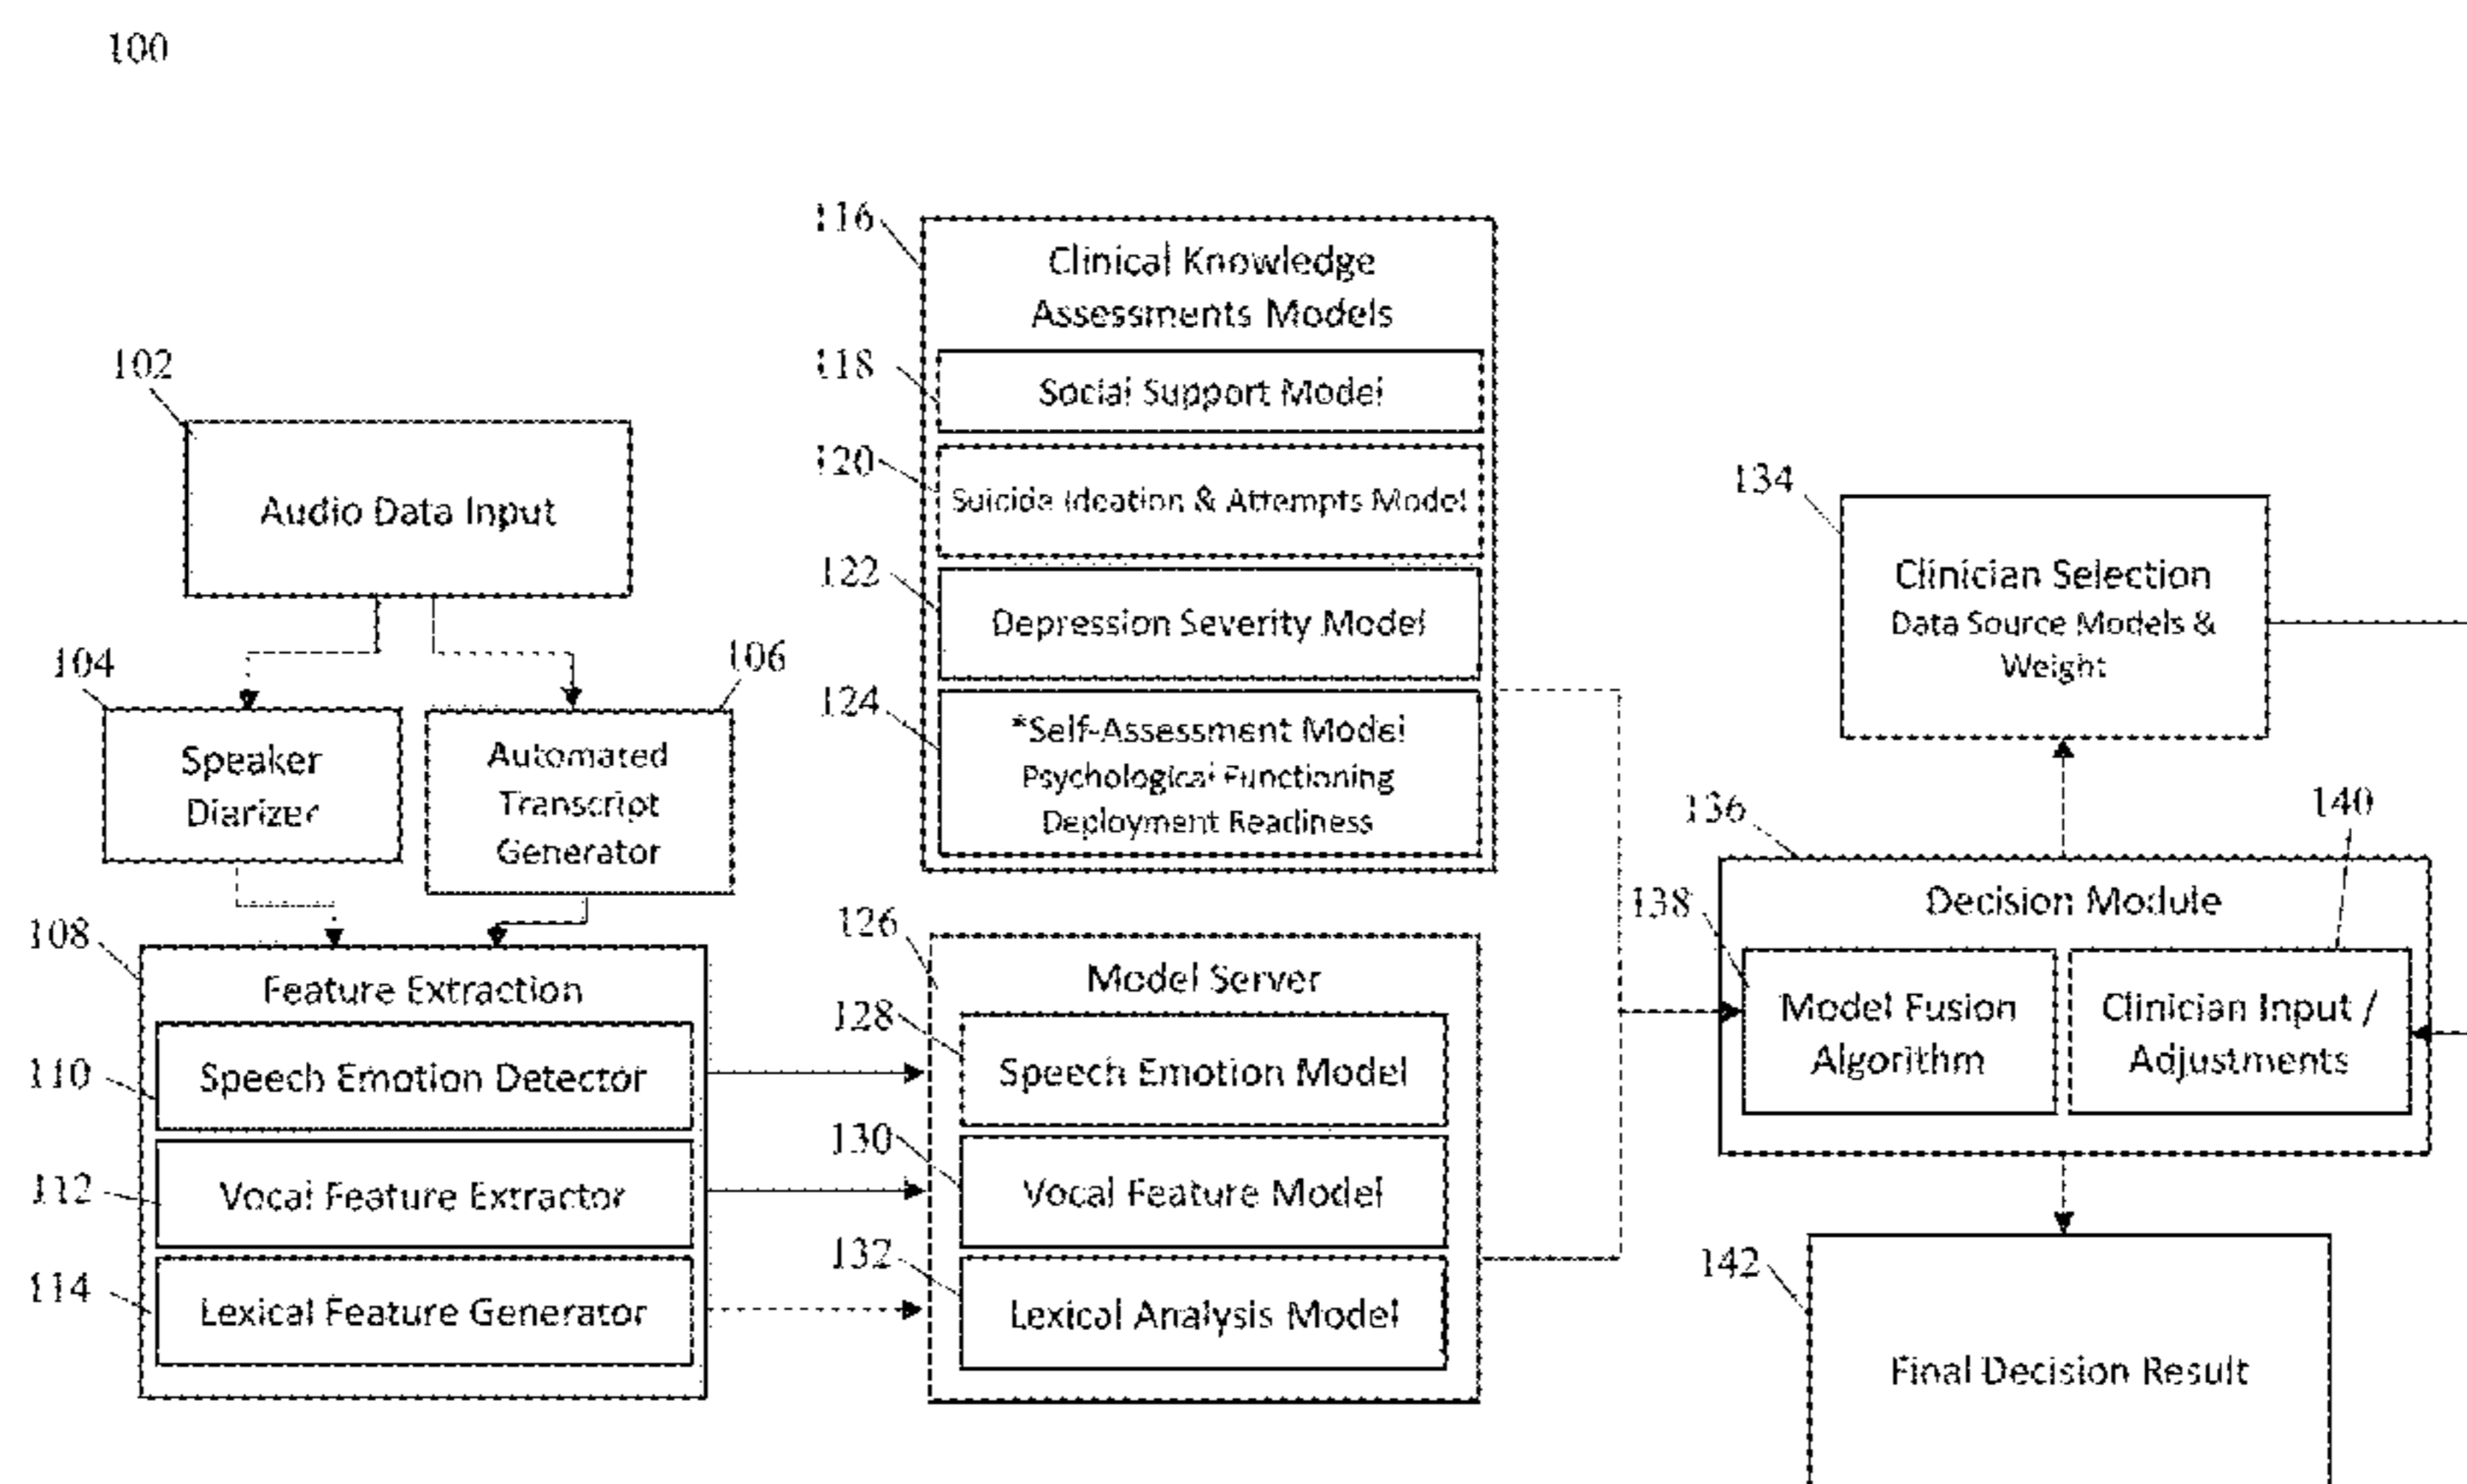 100
102
Audio Data Input
104
Speaker
Diarizer
106
Automated
Transcript
Generator
108
Feature Extraction
110
Speech Emotion Detector
112
Vocal Feature Extractor
114
Lexical Feature Generator
116
Clinical Knowledge
Assessments Models
118
Social Support Model
120
Suicide Ideation & Attempts Model
122
Depression Severity Model
124
*Self-Assessment Model
Psychological Functioning
Deployment Readiness
126
Model Server
128
Speech Emotion Model
130
Vocal Feature Model
132
Lexical Analysis Model
134
Clinician Selection
Data Source Models &
Weight
136
Decision Module
138
Model Fusion
Algorithm
140
Clinician Input /
Adjustments
142
Final Decision Result